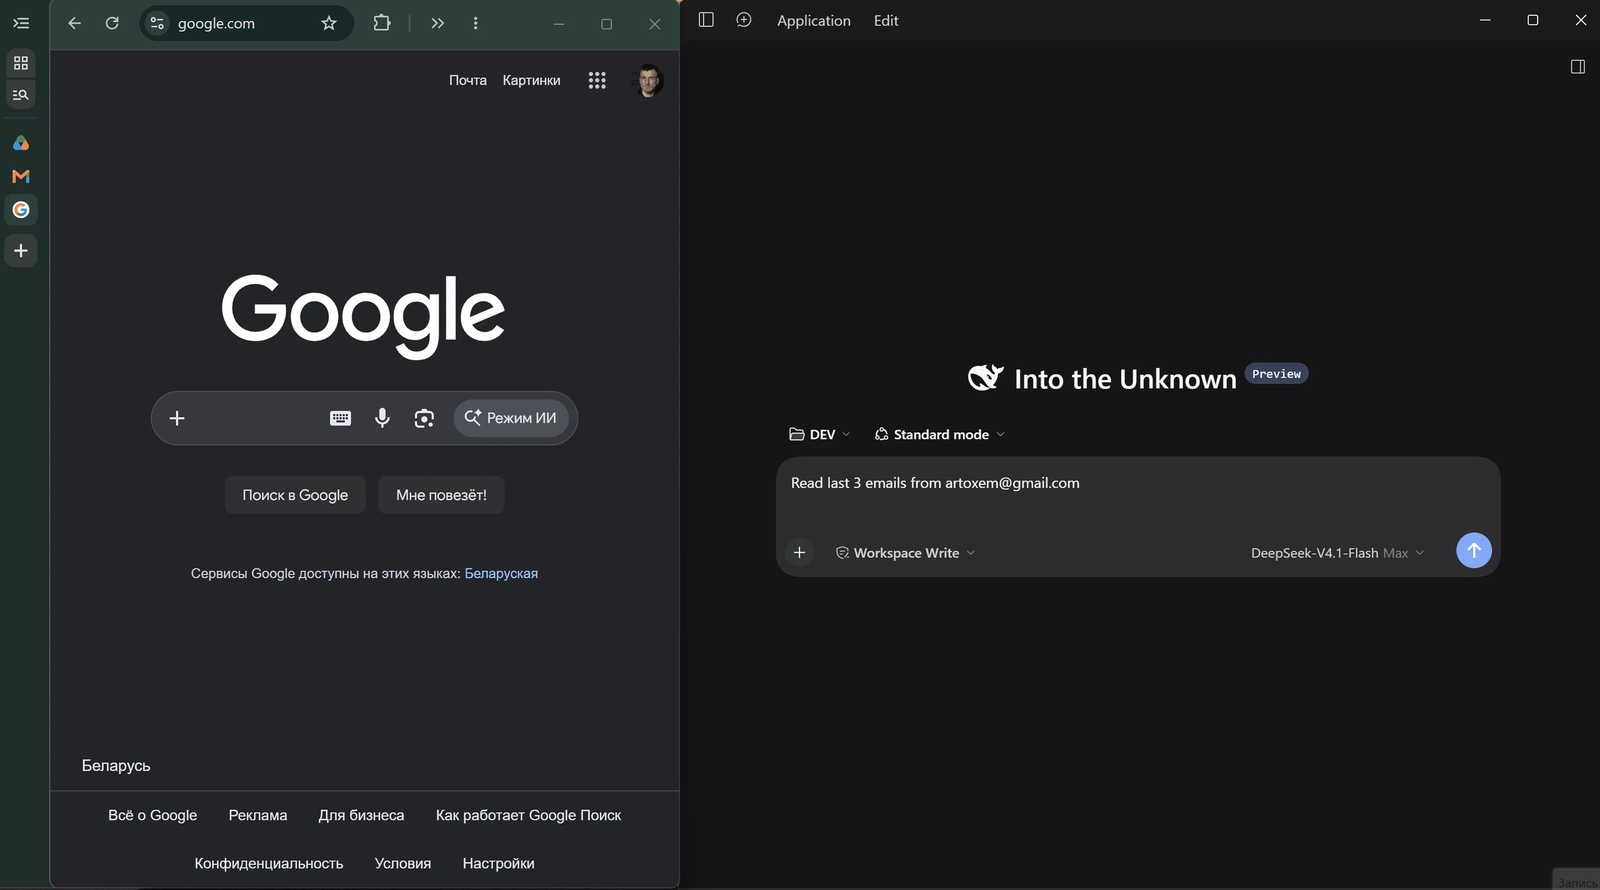 google.com
Почта Картинки
Google
Режим ИИ
Поиск в Google Мне повезёт!
Сервисы Google доступны на этих языках: Беларуская
Беларусь
Всё о Google Реклама Для бизнеса Как работает Google Поиск
Конфиденциальность Условия Настройки
Application Edit
Into the Unknown Preview
DEV Standard mode
Read last 3 emails from artoxem@gmail.com
Workspace Write DeepSeek-V4.1-Flash Max